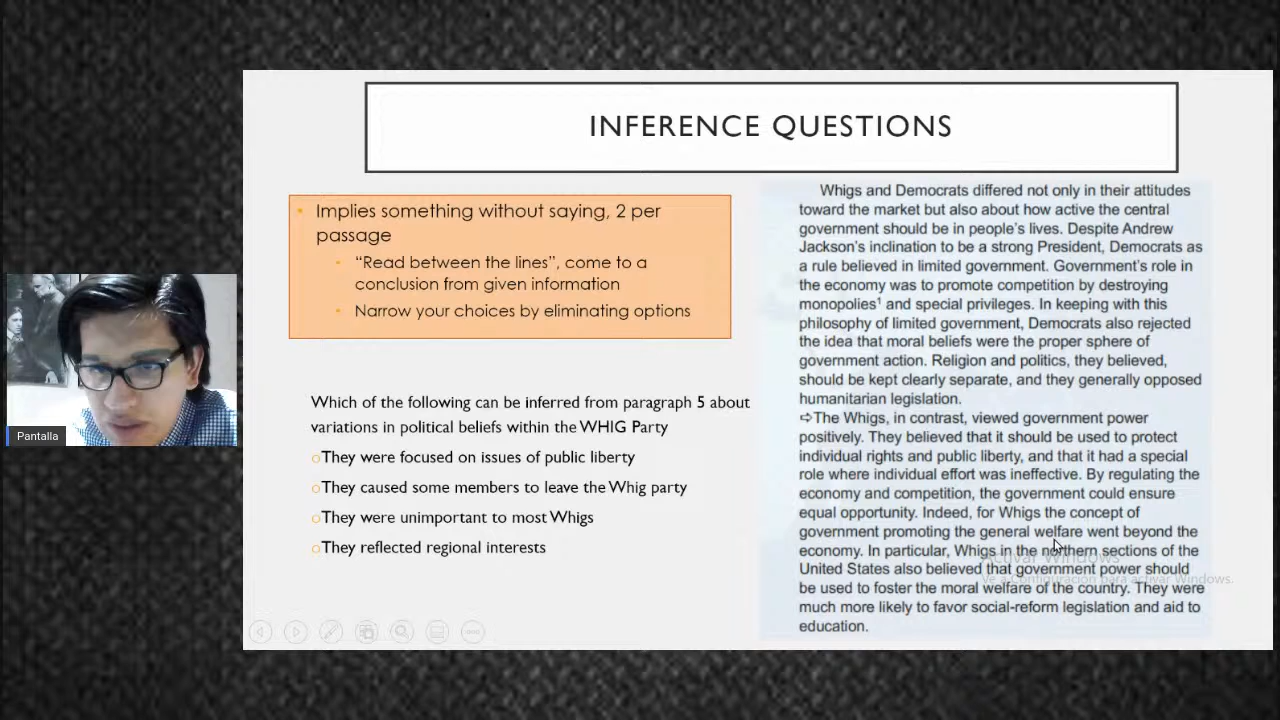 INFERENCE QUESTIONS
• Implies something without saying, 2 per
passage
• “Read between the lines”, come to a
conclusion from given information
• Narrow your choices by eliminating options
Which of the following can be inferred from paragraph 5 about
variations in political beliefs within the WHIG Party
○They were focused on issues of public liberty
○They caused some members to leave the Whig party
○They were unimportant to most Whigs
○They reflected regional interests
Whigs and Democrats differed not only in their attitudes
toward the market but also about how active the central
government should be in people's lives. Despite Andrew
Jackson's inclination to be a strong President, Democrats as
a rule believed in limited government. Government's role in
the economy was to promote competition by destroying
monopolies¹ and special privileges. In keeping with this
philosophy of limited government, Democrats also rejected
the idea that moral beliefs were the proper sphere of
government action. Religion and politics, they believed,
should be kept clearly separate, and they generally opposed
humanitarian legislation.
⇨The Whigs, in contrast, viewed government power
positively. They believed that it should be used to protect
individual rights and public liberty, and that it had a special
role where individual effort was ineffective. By regulating the
economy and competition, the government could ensure
equal opportunity. Indeed, for Whigs the concept of
government promoting the general welfare went beyond the
economy. In particular, Whigs in the northern sections of the
United States also believed that government power should
be used to foster the moral welfare of the country. They were
much more likely to favor social-reform legislation and aid to
education.
Activar Windows
Ve a Configuración para activar Windows.
Pantalla